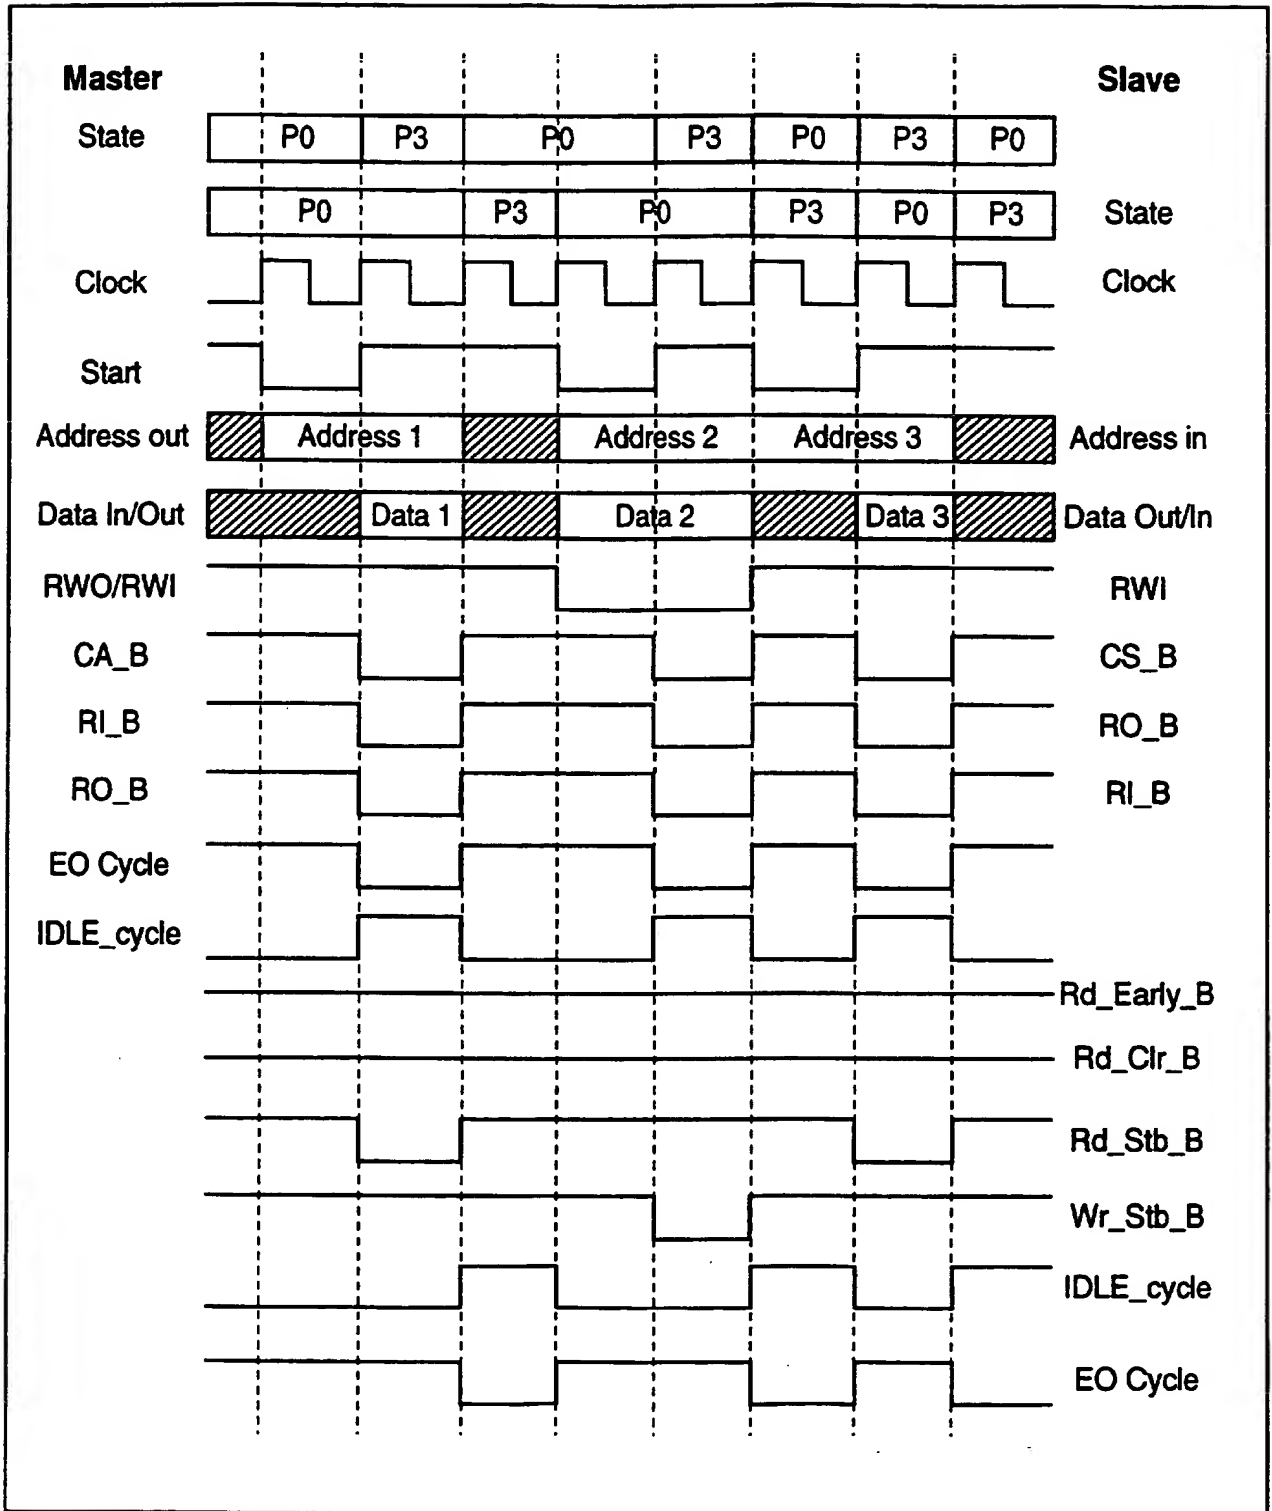 Master Slave
State P0 P3 P0 P3 P0 P3 P0
P0 P3 P0 P3 P0 P3 State
Clock Clock
Start
Address out Address 1 Address 2 Address 3 Address in
Data In/Out Data 1 Data 2 Data 3 Data Out/In
RWO/RWI RWI
CA_B CS_B
RI_B RO_B
RO_B RI_B
EO Cycle
IDLE_cycle
Rd_Early_B
Rd_Clr_B
Rd_Stb_B
Wr_Stb_B
IDLE_cycle
EO Cycle